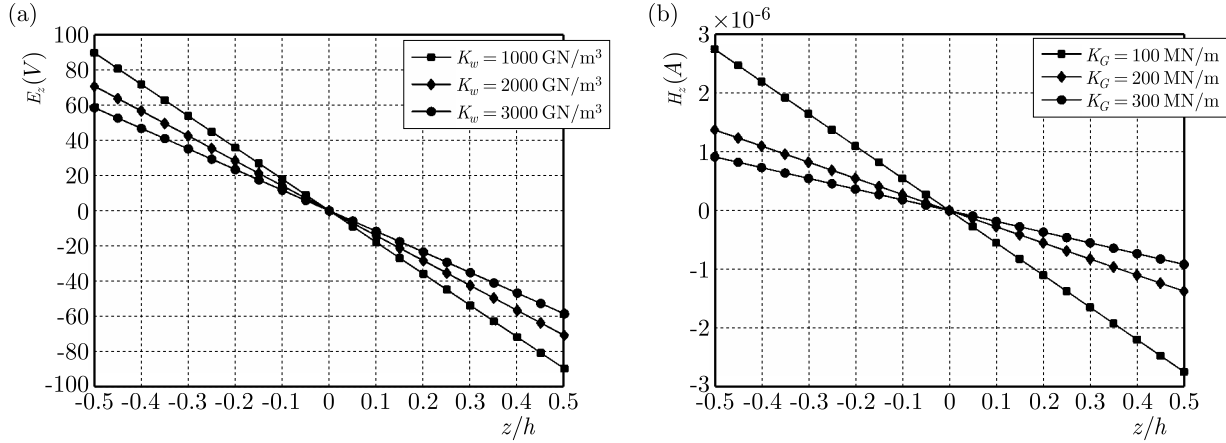 (a)
100
80
60
40
20
0
-20
-40
-60
-80
-100
E_z(V)
K_w = 1000 GN/m³
K_w = 2000 GN/m³
K_w = 3000 GN/m³
-0.5 -0.4 -0.3 -0.2 -0.1 0 0.1 0.2 0.3 0.4 0.5
z/h
(b)
×10⁻⁶
3
2
1
0
-1
-2
-3
H_z(A)
K_G = 100 MN/m
K_G = 200 MN/m
K_G = 300 MN/m
-0.5 -0.4 -0.3 -0.2 -0.1 0 0.1 0.2 0.3 0.4 0.5
z/h